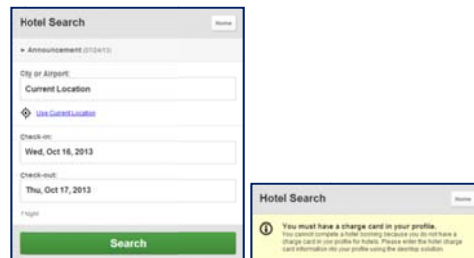 Hotel Search
Home
▸ Announcement (07/24/13)
City or Airport:
Current Location
Use Current Location
Check-in:
Wed, Oct 16, 2013
Check-out:
Thu, Oct 17, 2013
1 Night
Search
Hotel Search
Home
You must have a charge card in your profile.
You cannot complete a hotel booking because you do not have a
charge card in your profile for hotels. Please enter the hotel charge
card information into your profile using the desktop solution.